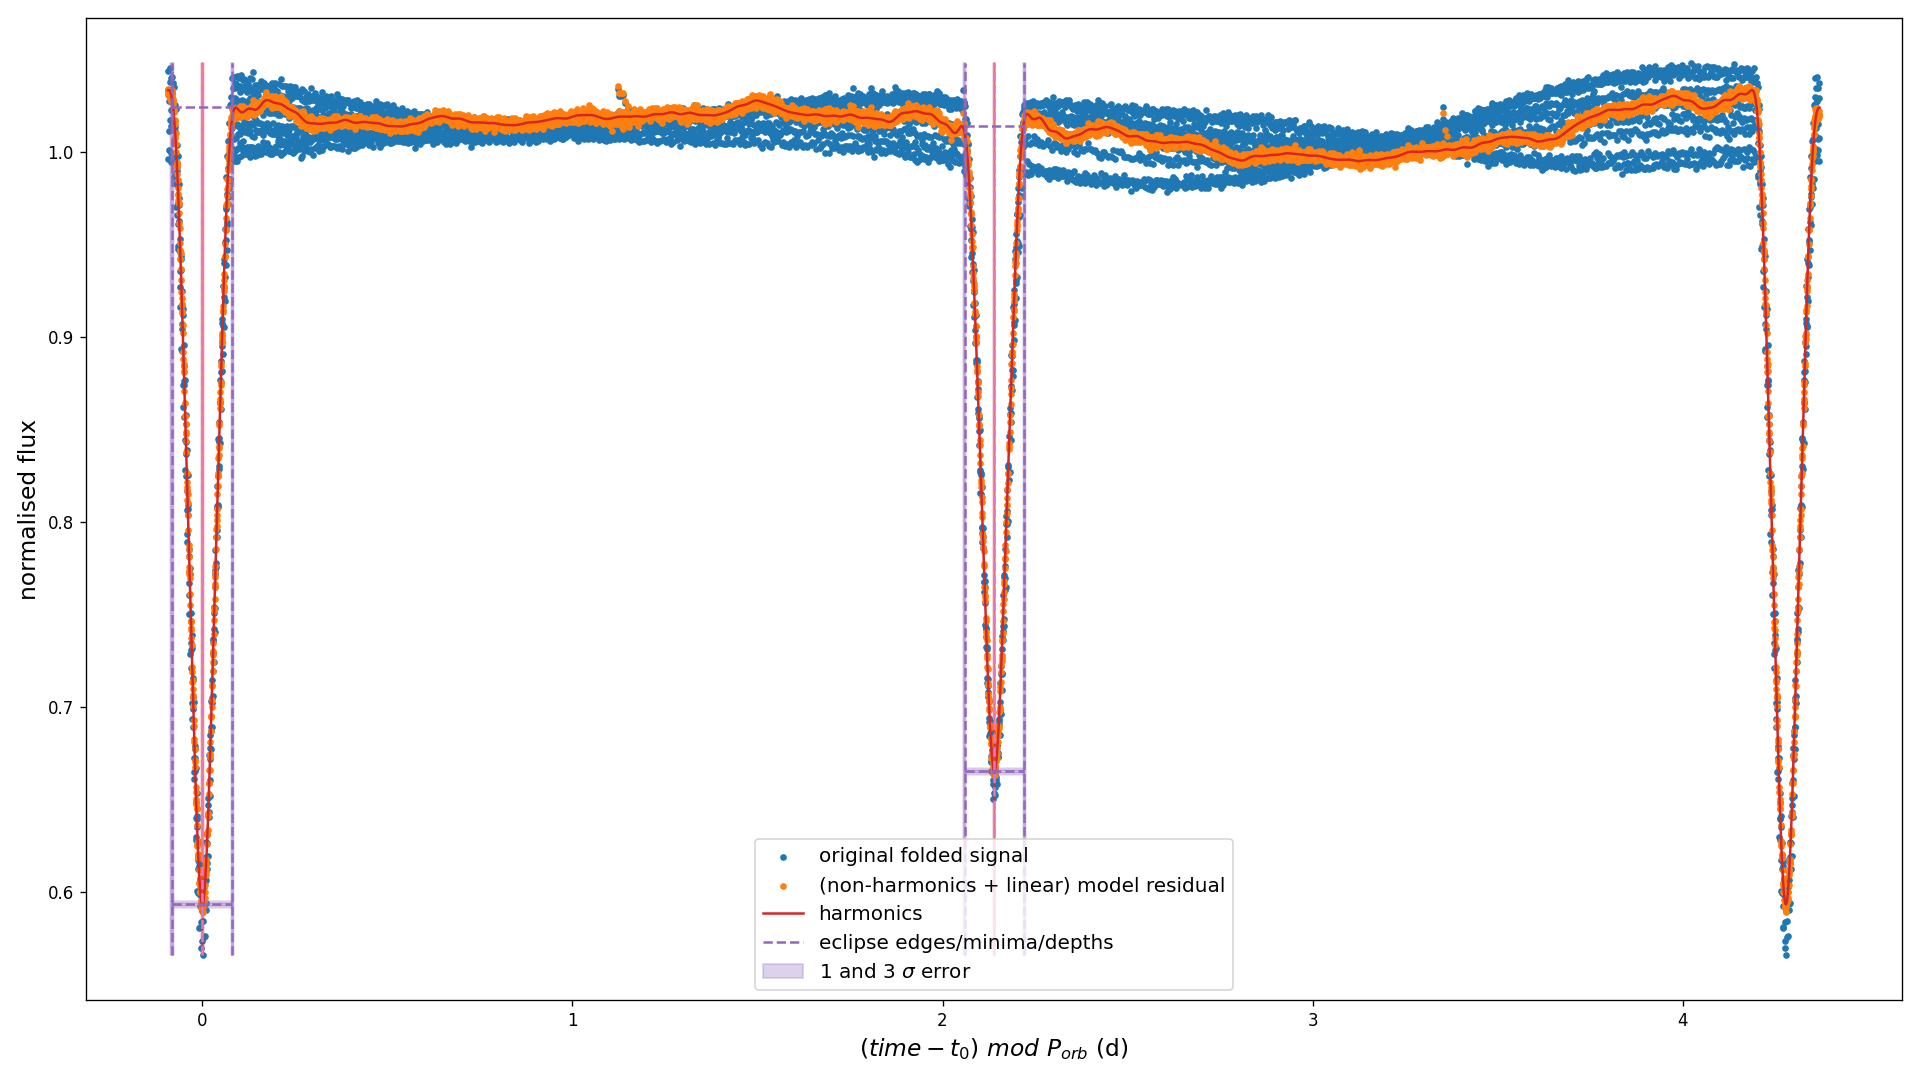 normalised flux
1.0
0.9
0.8
0.7
0.6
original folded signal
(non-harmonics + linear) model residual
harmonics
eclipse edges/minima/depths
1 and 3 σ error
0 1 2 3 4
(time − t₀) mod P_orb (d)